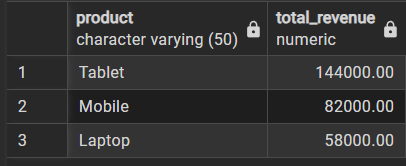 product total_revenue
character varying (50) numeric
1 Tablet 144000.00
2 Mobile 82000.00
3 Laptop 58000.00